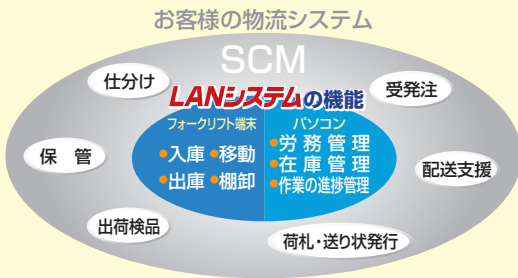 お客様の物流システム
SCM
仕分け
受発注
LANシステムの機能
フォークリフト端末
パソコン
●入庫 ●移動
●出庫 ●棚卸
●労務管理
●在庫管理
●作業の進捗管理
保 管
配送支援
出荷検品
荷札・送り状発行